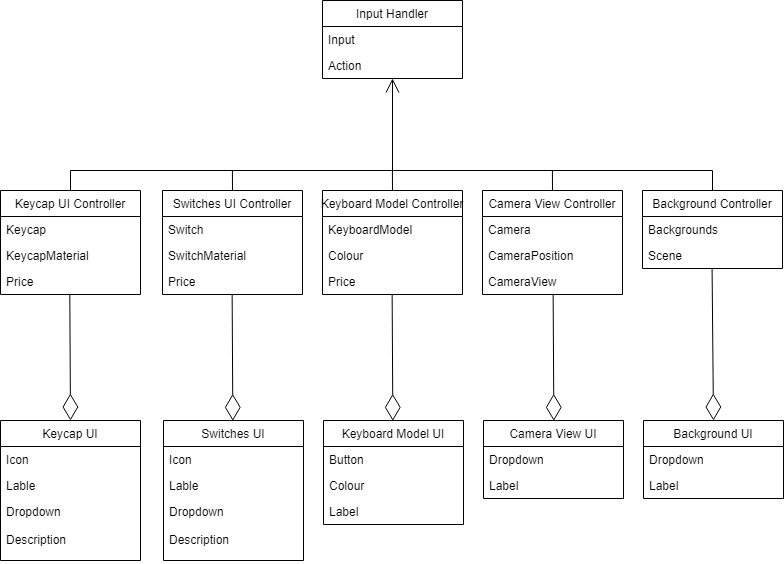 Input Handler
Input
Action
Keycap UI Controller
Keycap
KeycapMaterial
Price
Switches UI Controller
Switch
SwitchMaterial
Price
Keyboard Model Controller
KeyboardModel
Colour
Price
Camera View Controller
Camera
CameraPosition
CameraView
Background Controller
Backgrounds
Scene
Keycap UI
Icon
Lable
Dropdown
Description
Switches UI
Icon
Lable
Dropdown
Description
Keyboard Model UI
Button
Colour
Label
Camera View UI
Dropdown
Label
Background UI
Dropdown
Label